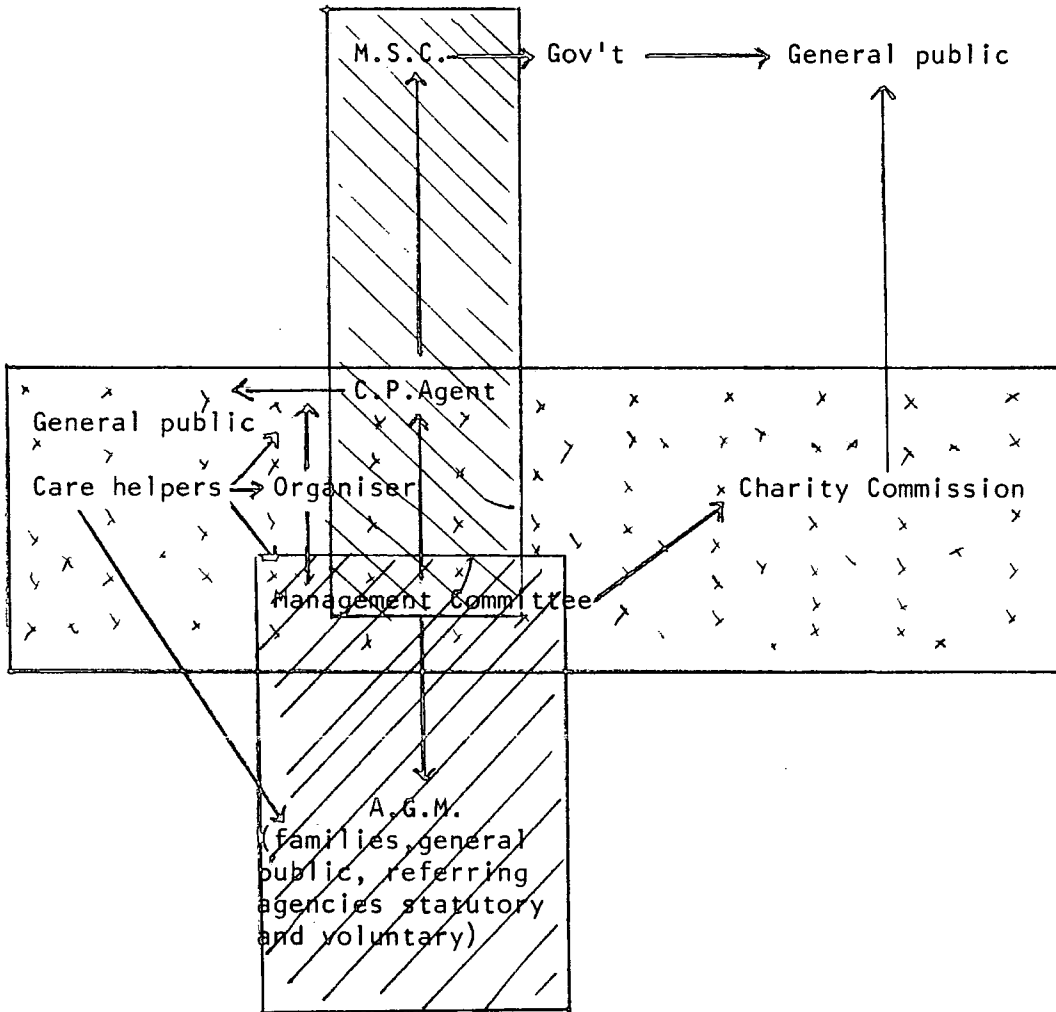 M.S.C. Gov't General public
C.P.Agent
General public
Care helpers Organiser Charity Commission
Management Committee
A.G.M.
(families,general
public, referring
agencies statutory
and voluntary)